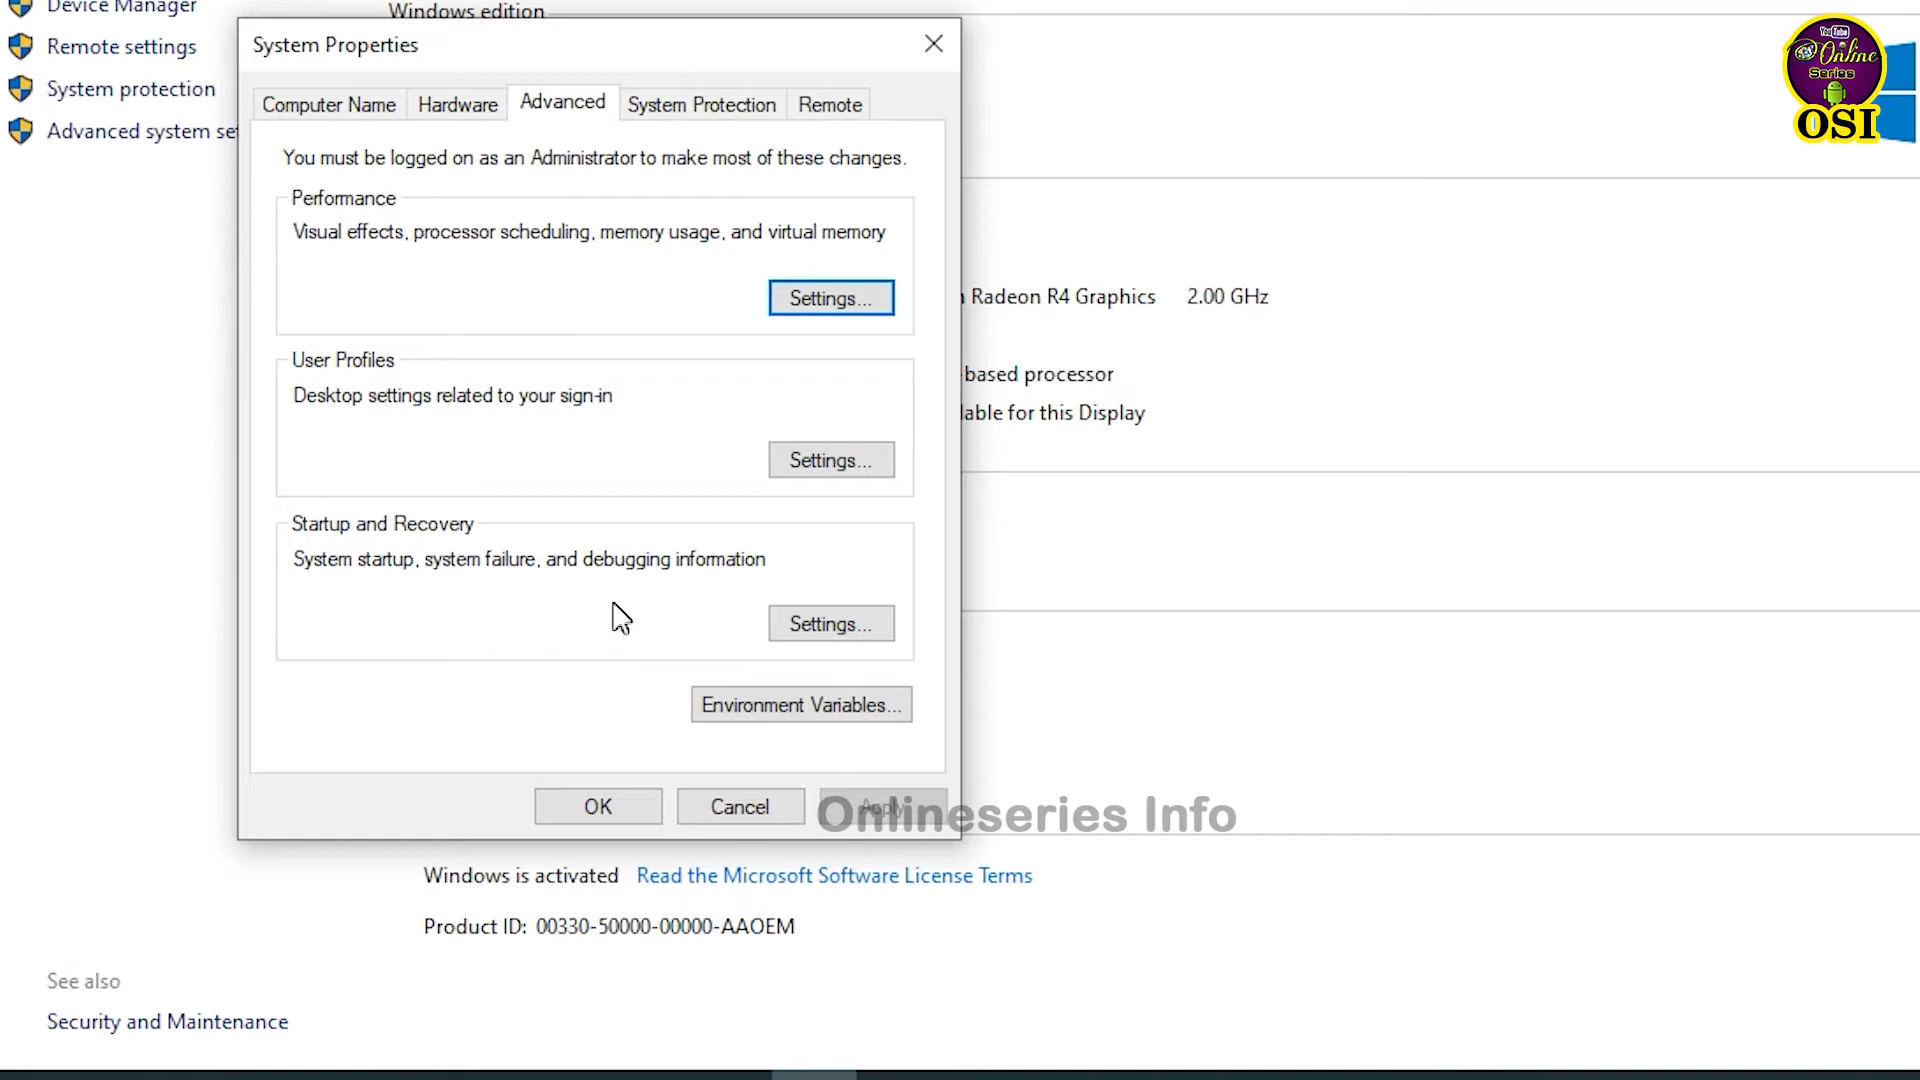 Device Manager
Remote settings
System protection
Advanced system set
Windows edition
System Properties
Computer Name
Hardware
Advanced
System Protection
Remote
You must be logged on as an Administrator to make most of these changes.
Performance
Visual effects, processor scheduling, memory usage, and virtual memory
Settings...
User Profiles
Desktop settings related to your sign-in
Settings...
Startup and Recovery
System startup, system failure, and debugging information
Settings...
Environment Variables...
OK
Cancel
Apply
Onlineseries Info
Radeon R4 Graphics 2.00 GHz
-based processor
lable for this Display
Windows is activated Read the Microsoft Software License Terms
Product ID: 00330-50000-00000-AAOEM
See also
Security and Maintenance
YouTube
Online
Series
OSI